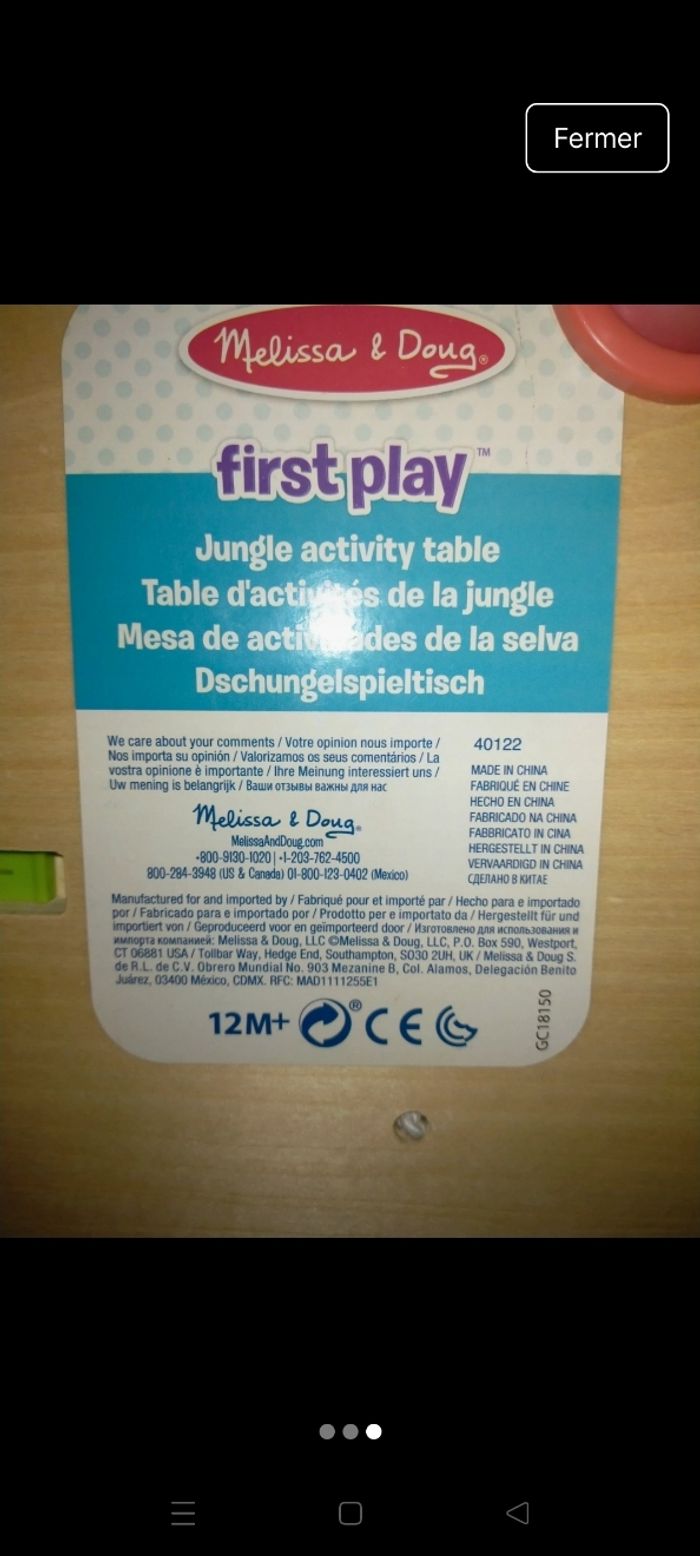 Fermer
Melissa & Doug®
first play™
Jungle activity table
Table d'activités de la jungle
Mesa de actividades de la selva
Dschungelspieltisch
We care about your comments / Votre opinion nous importe /
Nos importa su opinión / Valorizamos os seus comentários / La
vostra opinione è importante / Ihre Meinung interessiert uns /
Uw mening is belangrijk / Ваши отзывы важны для нас
Melissa & Doug®
MelissaAndDoug.com
+800-9130-1020 | +1-203-762-4500
800-284-3948 (US & Canada) 01-800-123-0402 (Mexico)
40122
MADE IN CHINA
FABRIQUÉ EN CHINE
HECHO EN CHINA
FABRICADO NA CHINA
FABBRICATO IN CINA
HERGESTELLT IN CHINA
VERVAARDIGD IN CHINA
СДЕЛАНО В КИТАЕ
Manufactured for and imported by / Fabriqué pour et importé par / Hecho para e importado
por / Fabricado para e importado por / Prodotto per e importato da / Hergestellt für und
importiert von / Geproduceerd voor en geïmporteerd door / Изготовлено для использования и
импорта компанией: Melissa & Doug, LLC ©Melissa & Doug, LLC, P.O. Box 590, Westport,
CT 06881 USA / Tollbar Way, Hedge End, Southampton, SO30 2UH, UK / Melissa & Doug S.
de R.L. de C.V. Obrero Mundial No. 903 Mezanine B, Col. Alamos, Delegación Benito
Juárez, 03400 México, CDMX. RFC: MAD1111255E1
12M+ ® CE
GC18150